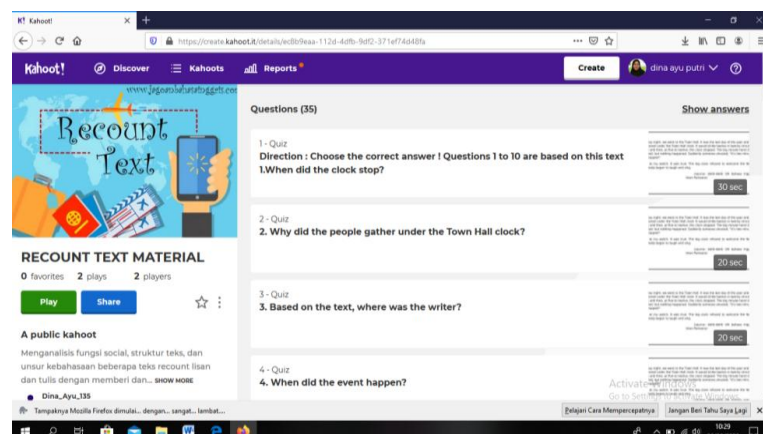 K! Kahoot!
https://create.kahoot.it/details/ec8b9eaa-112d-4dfb-9df2-371ef74d48fa
Kahoot! Discover Kahoots Reports Create dina ayu putri
Recount
Text
RECOUNT TEXT MATERIAL
0 favorites 2 plays 2 players
Play Share
A public kahoot
Menganalisis fungsi social, struktur teks, dan
unsur kebahasaan beberapa teks recount lisan
dan tulis dengan memberi dan... SHOW MORE
Dina_Ayu_135
Questions (35) Show answers
1 - Quiz
Direction : Choose the correct answer ! Questions 1 to 10 are based on this text
1.When did the clock stop?
30 sec
2 - Quiz
2. Why did the people gather under the Town Hall clock?
20 sec
3 - Quiz
3. Based on the text, where was the writer?
20 sec
4 - Quiz
4. When did the event happen?
Activate Windows
Go to Settings to activate Windows.
Tampaknya Mozilla Firefox dimulai... dengan... sangat... lambat.... Pelajari Cara Mempercepatnya Jangan Beri Tahu Saya Lagi
10:29